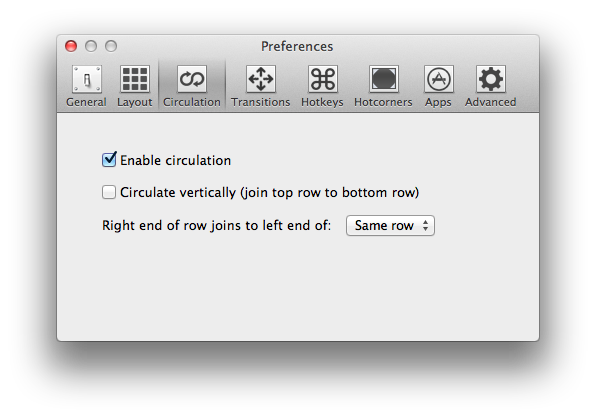 Preferences
General Layout Circulation Transitions Hotkeys Hotcorners Apps Advanced
Enable circulation
Circulate vertically (join top row to bottom row)
Right end of row joins to left end of: Same row